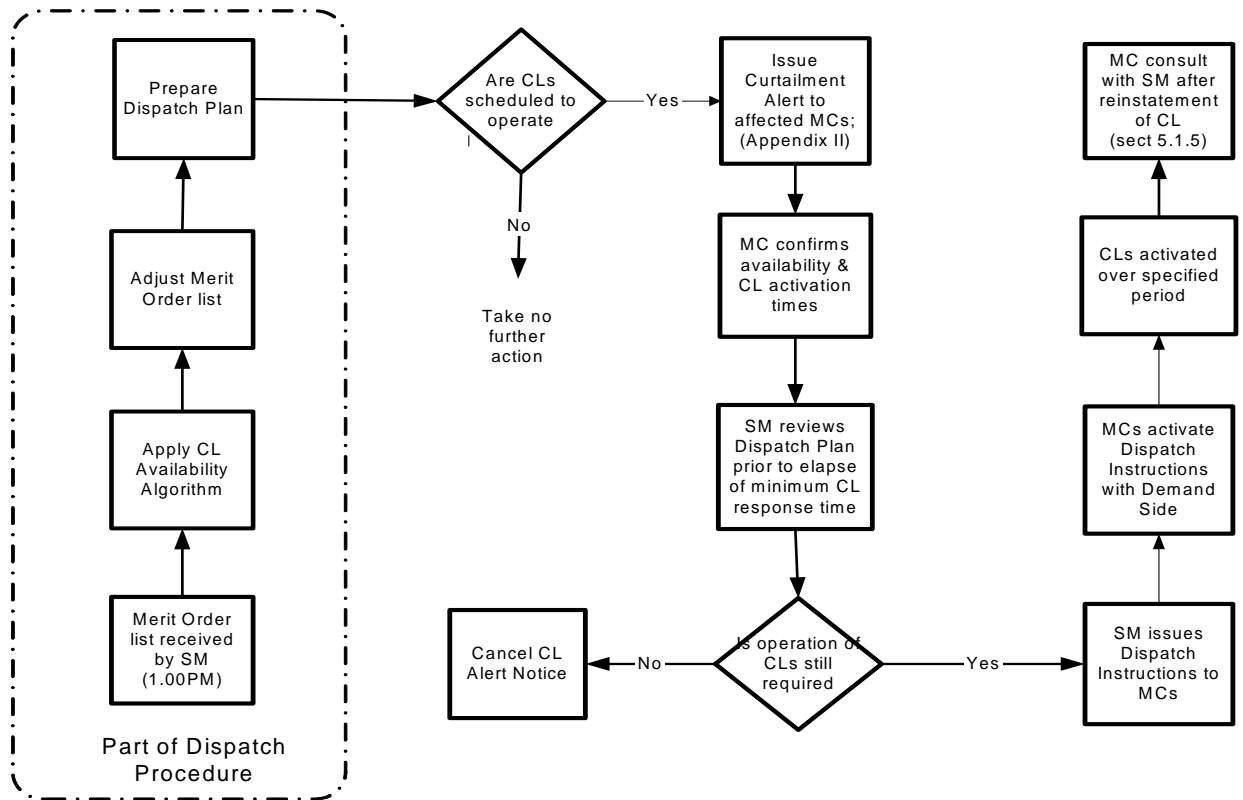 Prepare
Dispatch Plan
Adjust Merit
Order list
Apply CL
Availability
Algorithm
Merit Order
list received
by SM
(1.00PM)
Part of Dispatch
Procedure
Are CLs
scheduled to
operate
Yes
No
Take no
further
action
Issue
Curtailment
Alert to
affected MCs;
(Appendix II)
MC confirms
availability &
CL activation
times
SM reviews
Dispatch Plan
prior to elapse
of minimum CL
response time
Is operation of
CLs still
required
No
Cancel CL
Alert Notice
Yes
SM issues
Dispatch
Instructions to
MCs
MCs activate
Dispatch
Instructions
with Demand
Side
CLs activated
over specified
period
MC consult
with SM after
reinstatement
of CL
(sect 5.1.5)